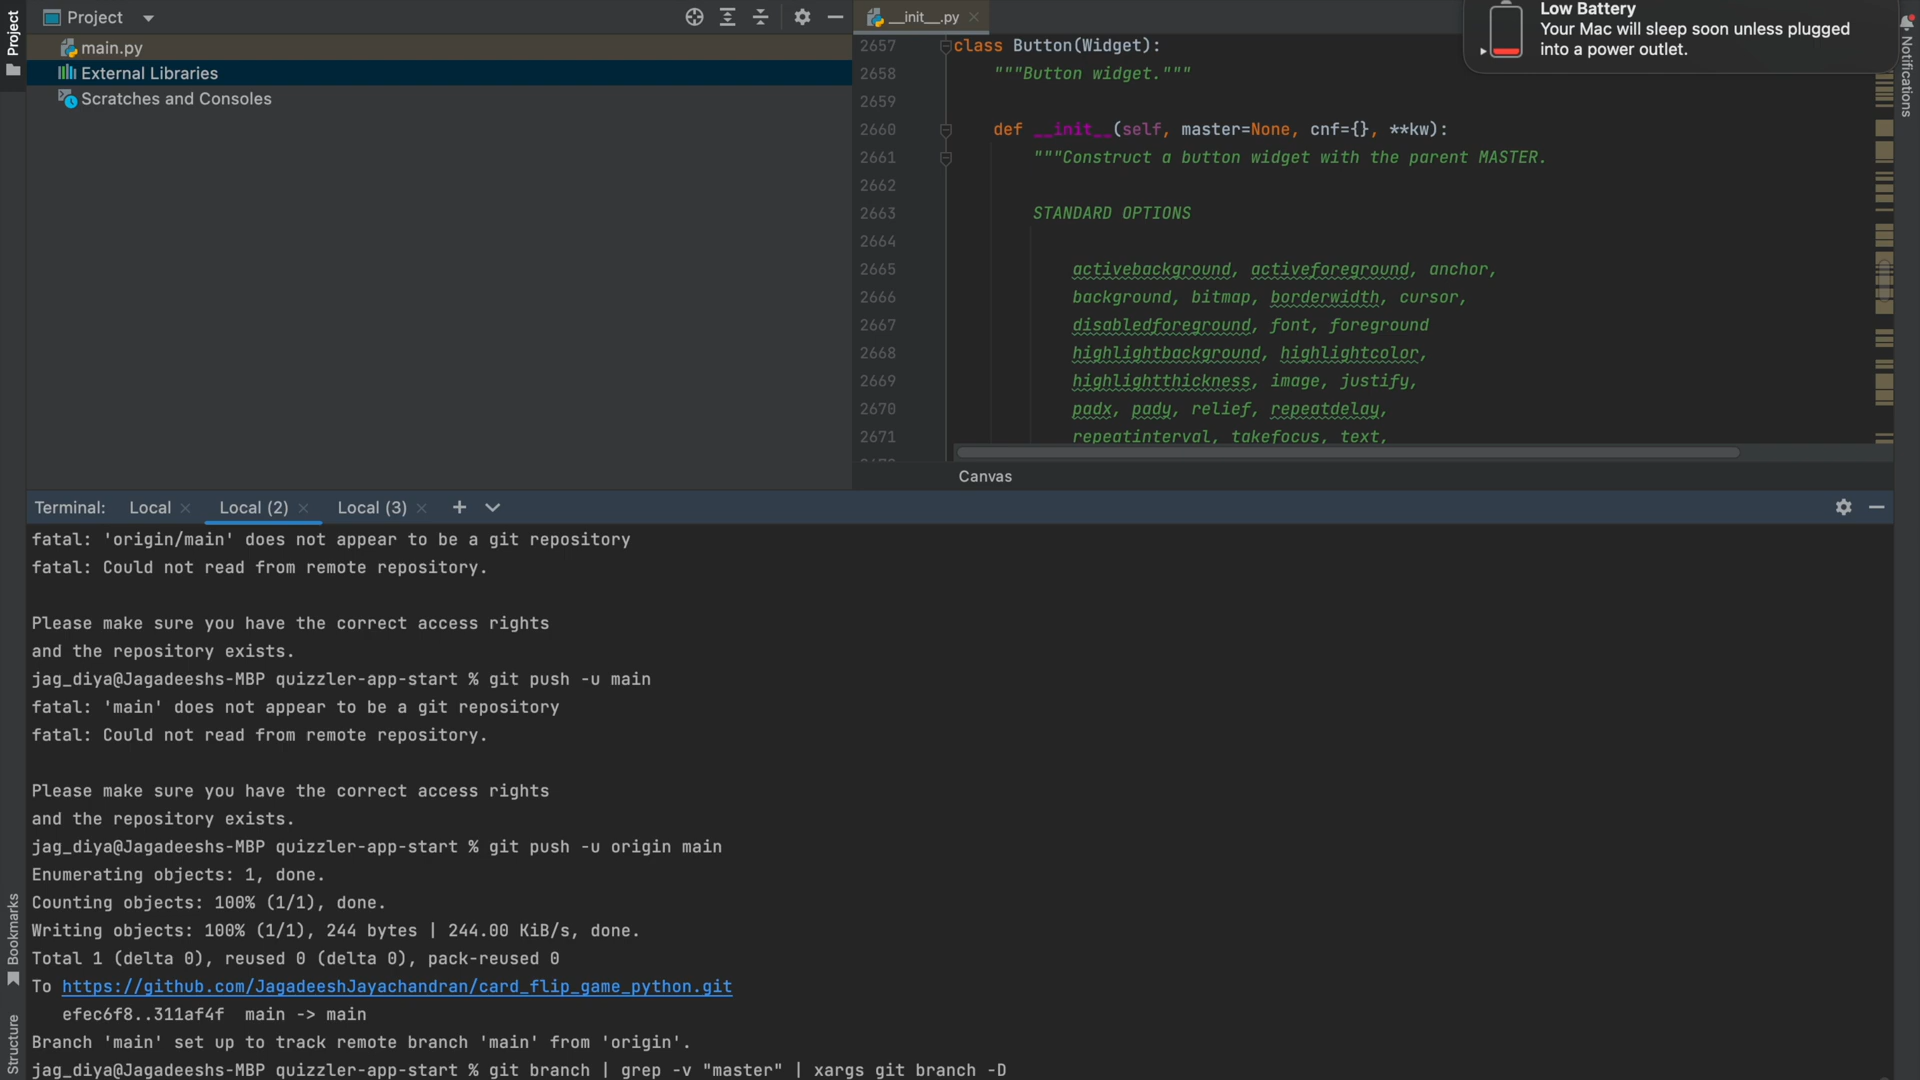 Project
Project
main.py
External Libraries
Scratches and Consoles
__init__.py
Low Battery
Your Mac will sleep soon unless plugged
into a power outlet.
Notifications
2657 class Button(Widget):
2658 """Button widget."""
2659
2660 def __init__(self, master=None, cnf={}, **kw):
2661 """Construct a button widget with the parent MASTER.
2662
2663 STANDARD OPTIONS
2664
2665 activebackground, activeforeground, anchor,
2666 background, bitmap, borderwidth, cursor,
2667 disabledforeground, font, foreground
2668 highlightbackground, highlightcolor,
2669 highlightthickness, image, justify,
2670 padx, pady, relief, repeatdelay,
2671 repeatinterval, takefocus, text,
Canvas
Terminal: Local Local (2) Local (3)
fatal: 'origin/main' does not appear to be a git repository
fatal: Could not read from remote repository.
Please make sure you have the correct access rights
and the repository exists.
jag_diya@Jagadeeshs-MBP quizzler-app-start % git push -u main
fatal: 'main' does not appear to be a git repository
fatal: Could not read from remote repository.
Please make sure you have the correct access rights
and the repository exists.
jag_diya@Jagadeeshs-MBP quizzler-app-start % git push -u origin main
Enumerating objects: 1, done.
Counting objects: 100% (1/1), done.
Writing objects: 100% (1/1), 244 bytes | 244.00 KiB/s, done.
Total 1 (delta 0), reused 0 (delta 0), pack-reused 0
To https://github.com/JagadeeshJayachandran/card_flip_game_python.git
efec6f8..311af4f main -> main
Branch 'main' set up to track remote branch 'main' from 'origin'.
jag_diya@Jagadeeshs-MBP quizzler-app-start % git branch | grep -v "master" | xargs git branch -D
Bookmarks
Structure